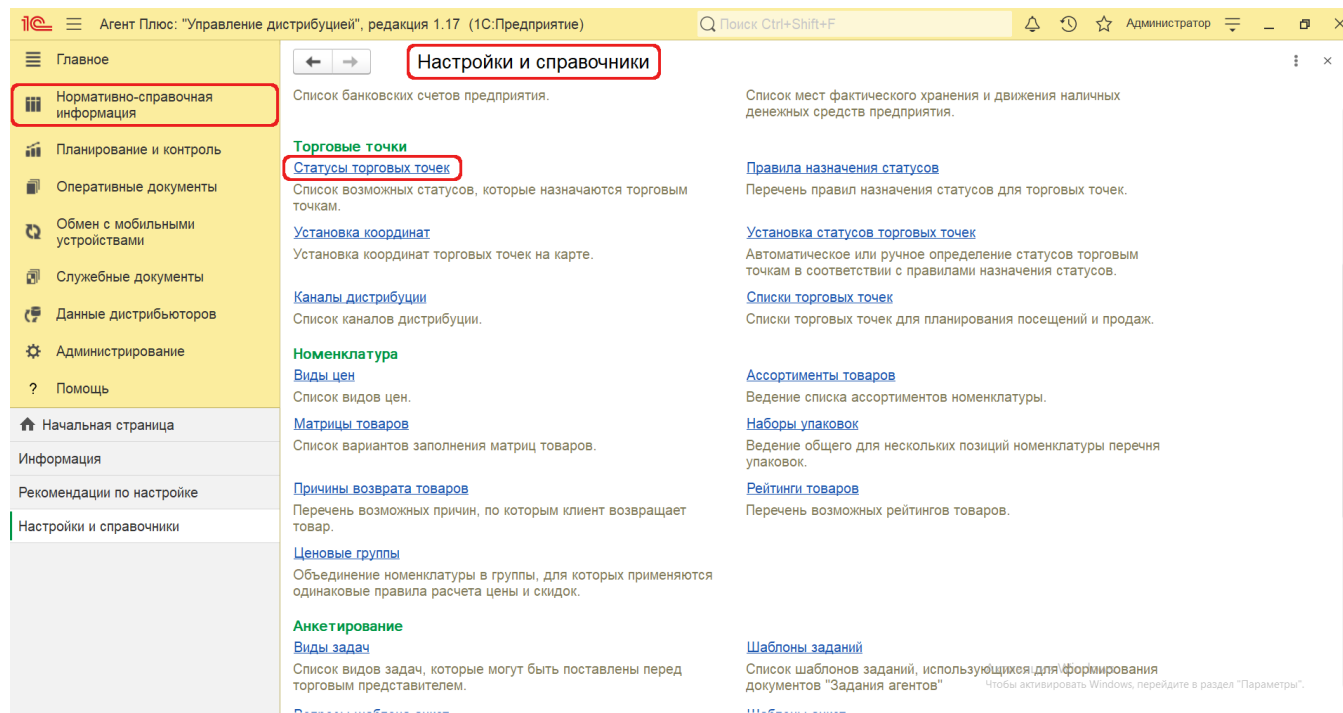 1С Агент Плюс: "Управление дистрибуцией", редакция 1.17 (1С:Предприятие) Поиск Ctrl+Shift+F Администратор
Главное
Нормативно-справочная
информация
Планирование и контроль
Оперативные документы
Обмен с мобильными
устройствами
Служебные документы
Данные дистрибьюторов
Администрирование
? Помощь
Начальная страница
Информация
Рекомендации по настройке
Настройки и справочники
Настройки и справочники
Список банковских счетов предприятия.
Список мест фактического хранения и движения наличных
денежных средств предприятия.
Торговые точки
Статусы торговых точек
Список возможных статусов, которые назначаются торговым
точкам.
Правила назначения статусов
Перечень правил назначения статусов для торговых точек.
Установка координат
Установка координат торговых точек на карте.
Установка статусов торговых точек
Автоматическое или ручное определение статусов торговым
точкам в соответствии с правилами назначения статусов.
Каналы дистрибуции
Список каналов дистрибуции.
Списки торговых точек
Списки торговых точек для планирования посещений и продаж.
Номенклатура
Виды цен
Список видов цен.
Ассортименты товаров
Ведение списка ассортиментов номенклатуры.
Матрицы товаров
Список вариантов заполнения матриц товаров.
Наборы упаковок
Ведение общего для нескольких позиций номенклатуры перечня
упаковок.
Причины возврата товаров
Перечень возможных причин, по которым клиент возвращает
товар.
Рейтинги товаров
Перечень возможных рейтингов товаров.
Ценовые группы
Объединение номенклатуры в группы, для которых применяются
одинаковые правила расчета цены и скидок.
Анкетирование
Виды задач
Список видов задач, которые могут быть поставлены перед
торговым представителем.
Шаблоны заданий
Список шаблонов заданий, использующихся для формирования
документов "Задания агентов"
Чтобы активировать Windows, перейдите в раздел "Параметры".